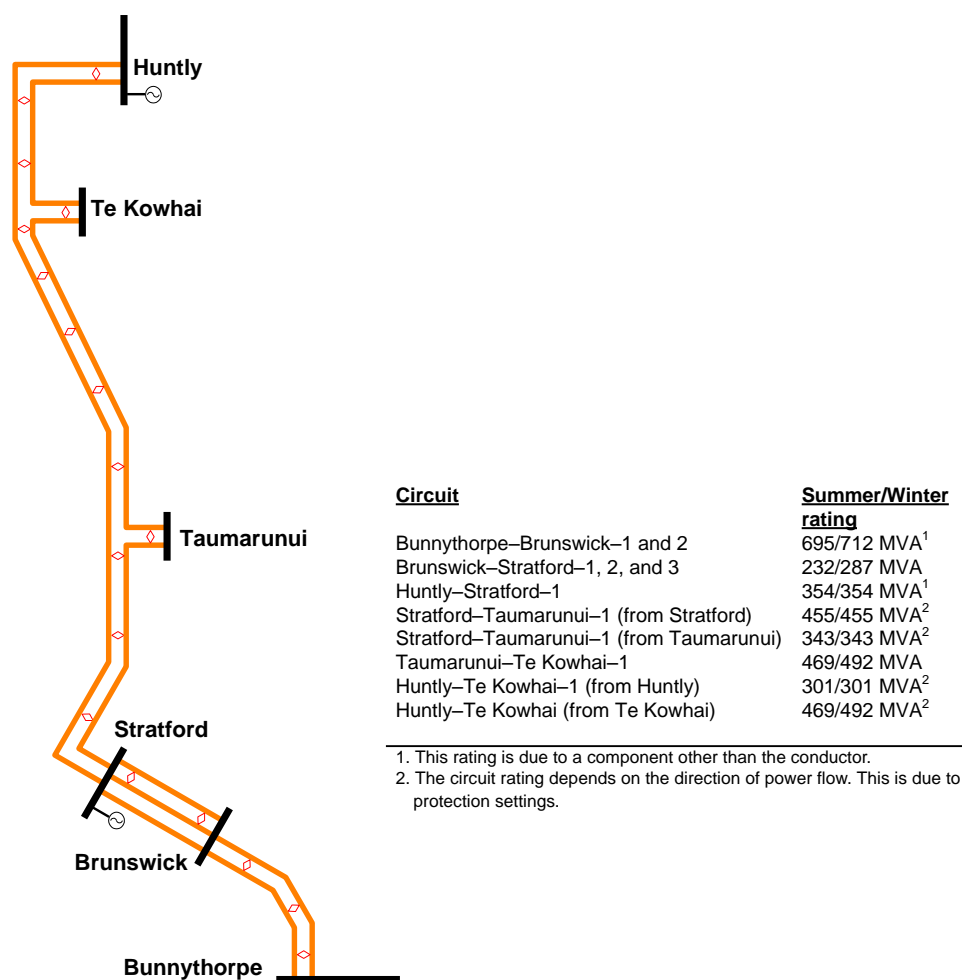 Huntly
Te Kowhai
Taumarunui
Stratford
Brunswick
Bunnythorpe
Circuit Summer/Winter
rating
Bunnythorpe–Brunswick–1 and 2 695/712 MVA1
Brunswick–Stratford–1, 2, and 3 232/287 MVA
Huntly–Stratford–1 354/354 MVA1
Stratford–Taumarunui–1 (from Stratford) 455/455 MVA2
Stratford–Taumarunui–1 (from Taumarunui) 343/343 MVA2
Taumarunui–Te Kowhai–1 469/492 MVA
Huntly–Te Kowhai–1 (from Huntly) 301/301 MVA2
Huntly–Te Kowhai (from Te Kowhai) 469/492 MVA2
1. This rating is due to a component other than the conductor.
2. The circuit rating depends on the direction of power flow. This is due to
protection settings.